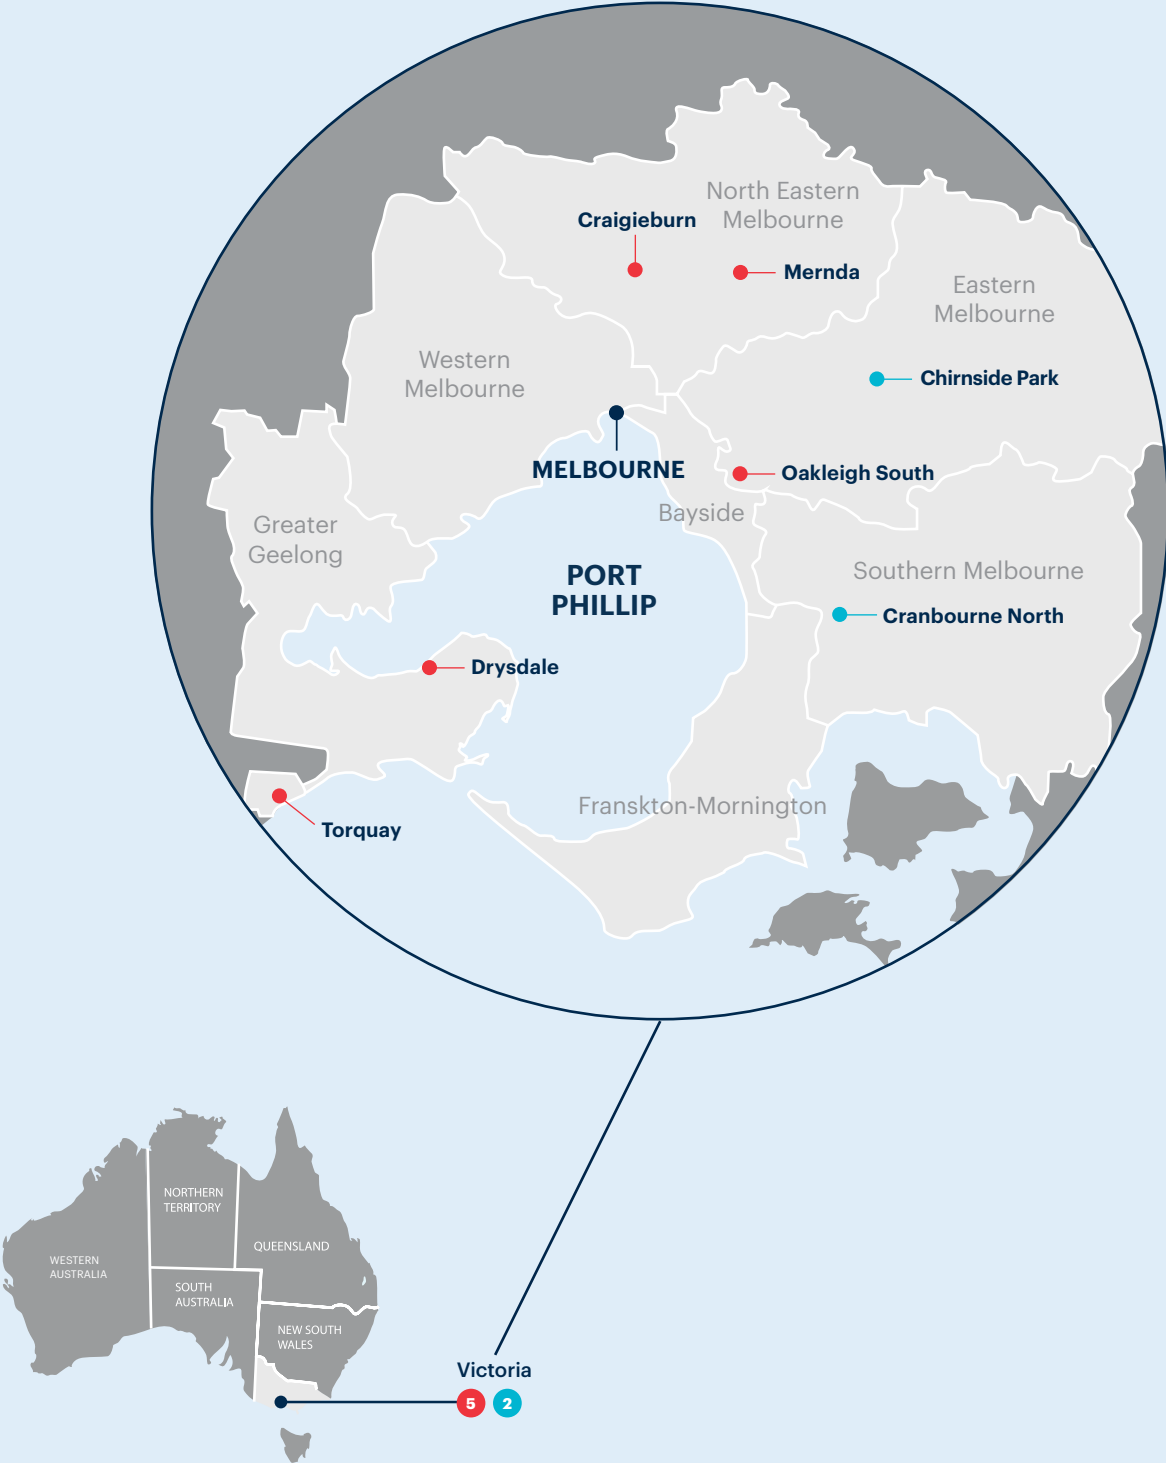 North Eastern
Melbourne
Craigieburn
Mernda
Eastern
Melbourne
Western
Melbourne
Chirnside Park
MELBOURNE
Oakleigh South
Bayside
Greater
Geelong
PORT
PHILLIP
Southern Melbourne
Cranbourne North
Drysdale
Franskton-Mornington
Torquay
NORTHERN
TERRITORY
QUEENSLAND
WESTERN
AUSTRALIA
SOUTH
AUSTRALIA
NEW SOUTH
WALES
Victoria
5 2